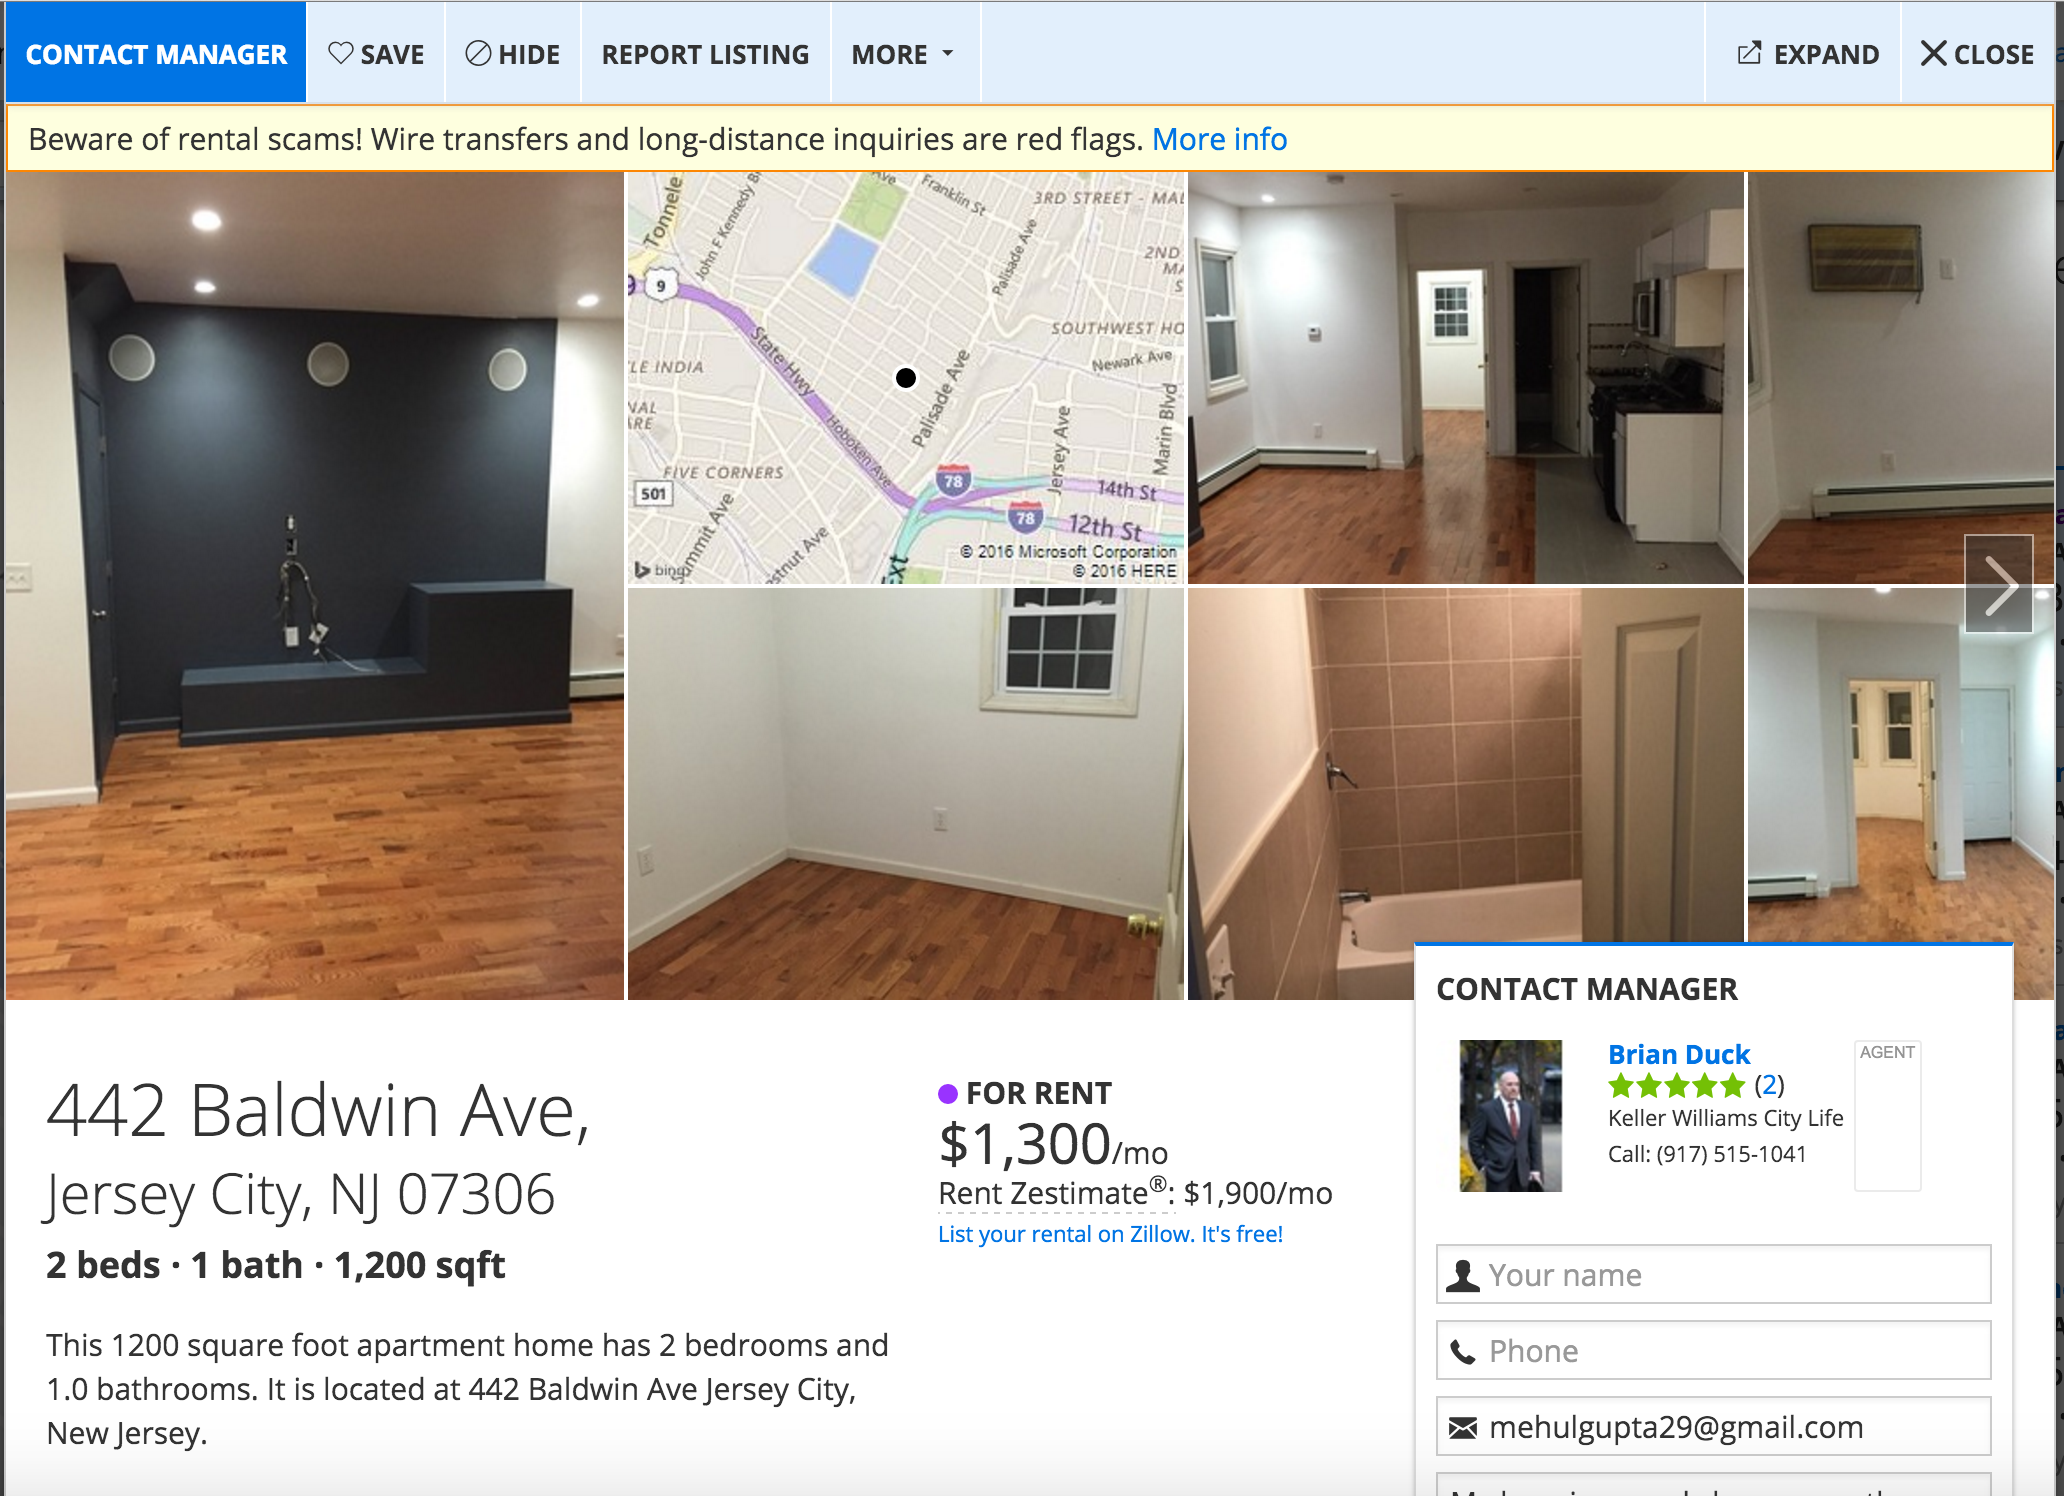 CONTACT MANAGER
SAVE
HIDE
REPORT LISTING
MORE
EXPAND
CLOSE
Beware of rental scams! Wire transfers and long-distance inquiries are red flags. More info
Tonnele
John F Kennedy
Ave
Franklin St
3RD STREET - MAL
Palisade Ave
2ND
9
9
State Hwy
SOUTHWEST HO
LE INDIA
Newark Ave
Palisade Ave
Hoboken Ave
Jersey Ave
Marin Blvd
FIVE CORNERS
501
78
78
14th St
12th St
Summit Ave
estnut Ave
Ext
bing
© 2016 Microsoft Corporation
© 2016 HERE
442 Baldwin Ave,
Jersey City, NJ 07306
2 beds · 1 bath · 1,200 sqft
This 1200 square foot apartment home has 2 bedrooms and
1.0 bathrooms. It is located at 442 Baldwin Ave Jersey City,
New Jersey.
FOR RENT
$1,300/mo
Rent Zestimate®: $1,900/mo
List your rental on Zillow. It's free!
CONTACT MANAGER
Brian Duck
(2)
Keller Williams City Life
Call: (917) 515-1041
AGENT
Your name
Phone
mehulgupta29@gmail.com